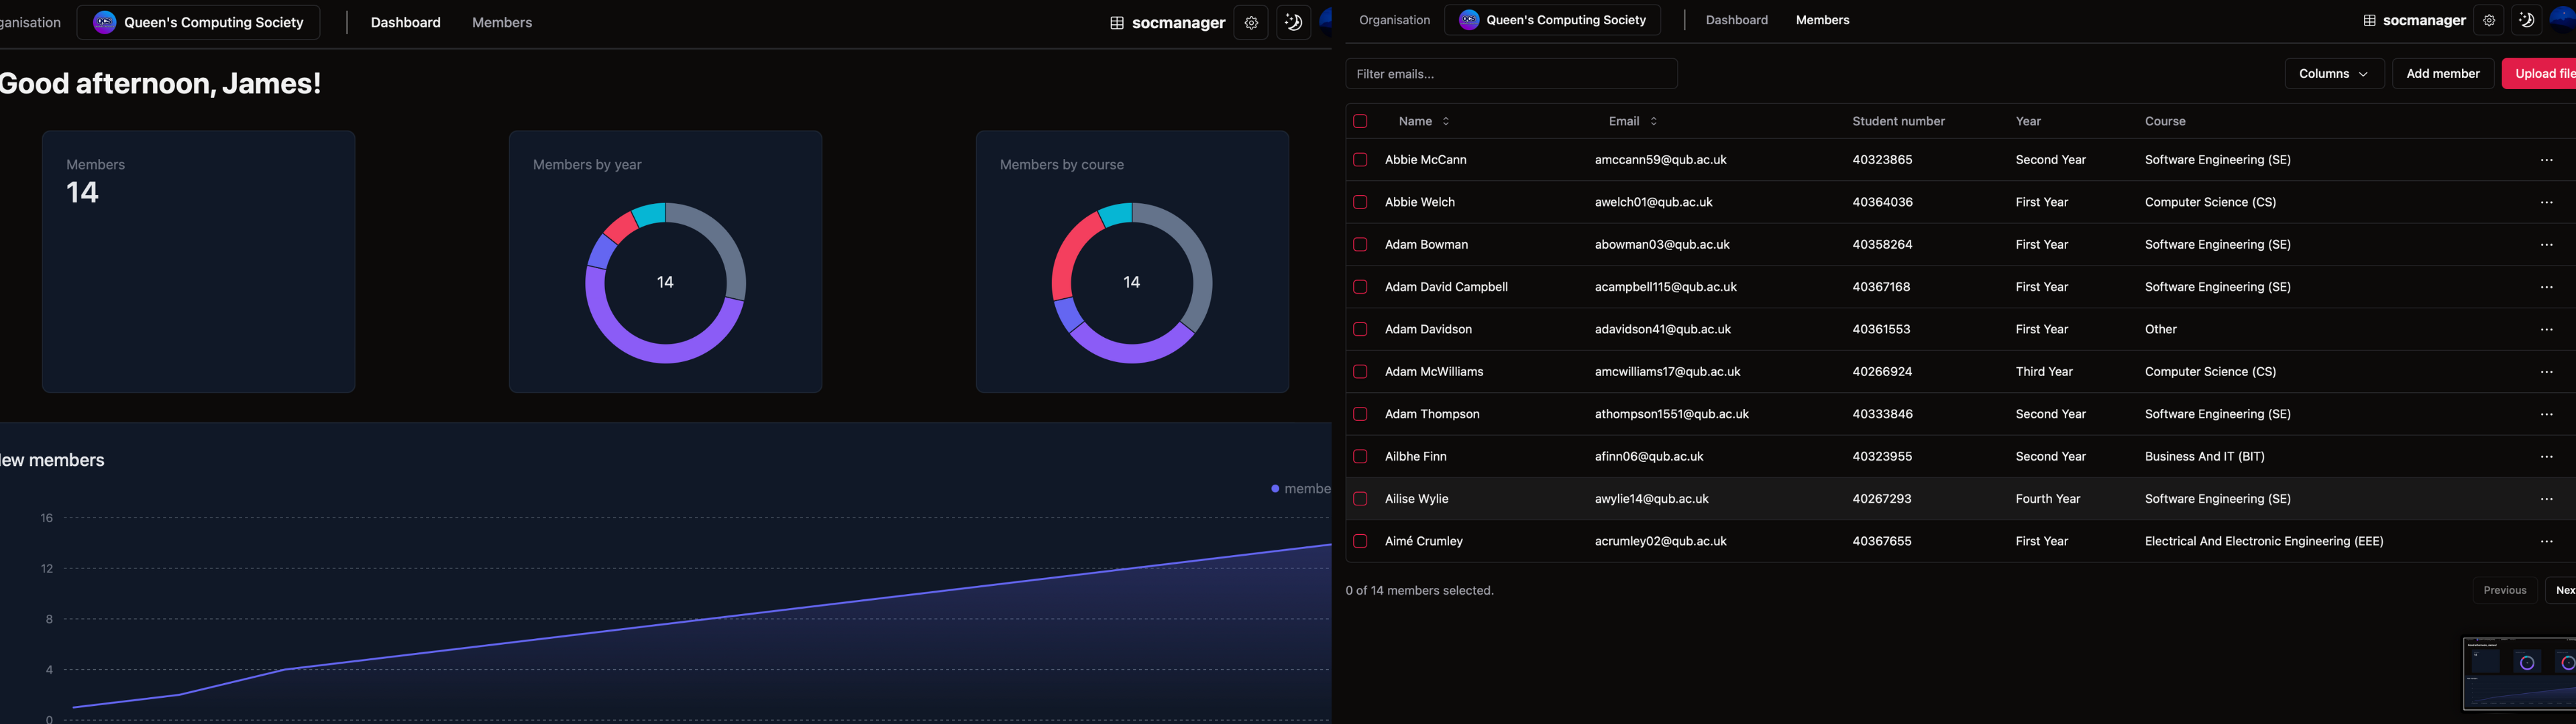 ganisation Queen's Computing Society Dashboard Members socmanager
Good afternoon, James!
Members
14
Members by year
14
Members by course
14
ew members
membe
16
12
8
4
0
Organisation Queen's Computing Society Dashboard Members socmanager
Filter emails... Columns Add member Upload file
Name Email Student number Year Course
Abbie McCann amccann59@qub.ac.uk 40323865 Second Year Software Engineering (SE) ...
Abbie Welch awelch01@qub.ac.uk 40364036 First Year Computer Science (CS) ...
Adam Bowman abowman03@qub.ac.uk 40358264 First Year Software Engineering (SE) ...
Adam David Campbell acampbell115@qub.ac.uk 40367168 First Year Software Engineering (SE) ...
Adam Davidson adavidson41@qub.ac.uk 40361553 First Year Other ...
Adam McWilliams amcwilliams17@qub.ac.uk 40266924 Third Year Computer Science (CS) ...
Adam Thompson athompson1551@qub.ac.uk 40333846 Second Year Software Engineering (SE) ...
Ailbhe Finn afinn06@qub.ac.uk 40323955 Second Year Business And IT (BIT) ...
Ailise Wylie awylie14@qub.ac.uk 40267293 Fourth Year Software Engineering (SE) ...
Aimé Crumley acrumley02@qub.ac.uk 40367655 First Year Electrical And Electronic Engineering (EEE) ...
0 of 14 members selected. Previous Nex